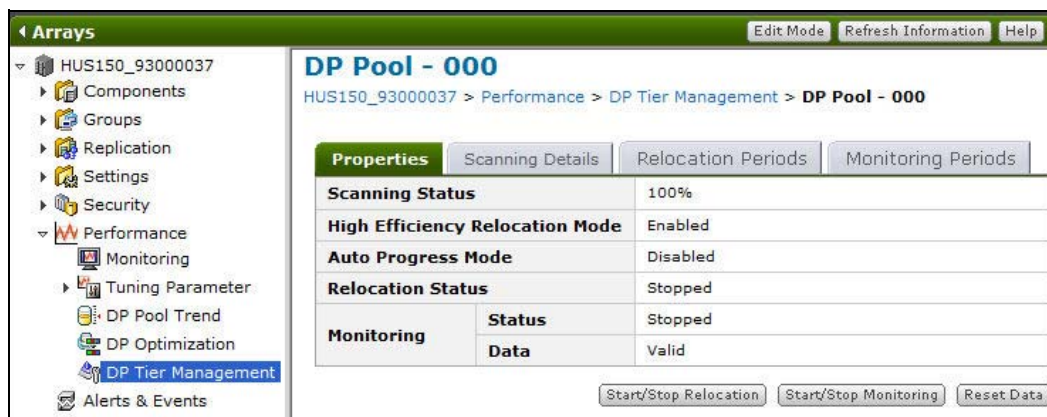 Arrays
Edit Mode Refresh Information Help
HUS150_93000037
Components
Groups
Replication
Settings
Security
Performance
Monitoring
Tuning Parameter
DP Pool Trend
DP Optimization
DP Tier Management
Alerts & Events
DP Pool - 000
HUS150_93000037 > Performance > DP Tier Management > DP Pool - 000
Properties Scanning Details Relocation Periods Monitoring Periods
Scanning Status 100%
High Efficiency Relocation Mode Enabled
Auto Progress Mode Disabled
Relocation Status Stopped
Monitoring Status Stopped
Data Valid
Start/Stop Relocation Start/Stop Monitoring Reset Data